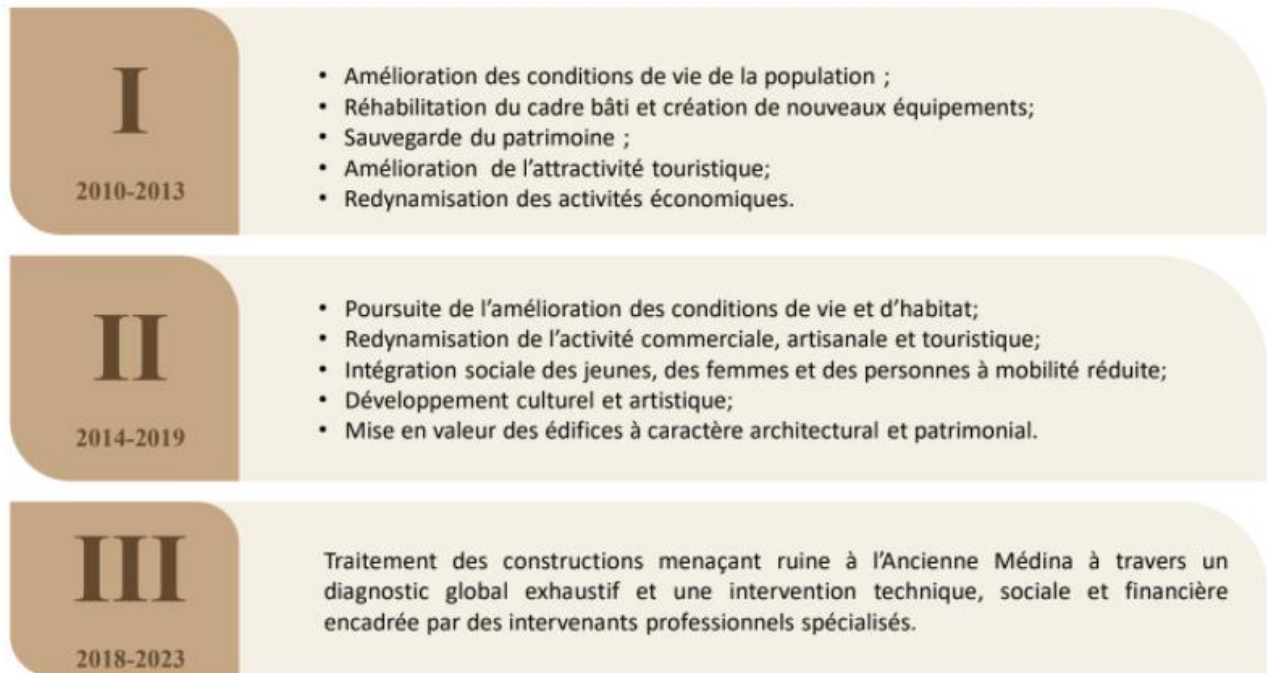 I
2010-2013
• Amélioration des conditions de vie de la population ;
• Réhabilitation du cadre bâti et création de nouveaux équipements;
• Sauvegarde du patrimoine ;
• Amélioration de l’attractivité touristique;
• Redynamisation des activités économiques.
II
2014-2019
• Poursuite de l’amélioration des conditions de vie et d’habitat;
• Redynamisation de l’activité commerciale, artisanale et touristique;
• Intégration sociale des jeunes, des femmes et des personnes à mobilité réduite;
• Développement culturel et artistique;
• Mise en valeur des édifices à caractère architectural et patrimonial.
III
2018-2023
Traitement des constructions menaçant ruine à l’Ancienne Médina à travers un
diagnostic global exhaustif et une intervention technique, sociale et financière
encadrée par des intervenants professionnels spécialisés.